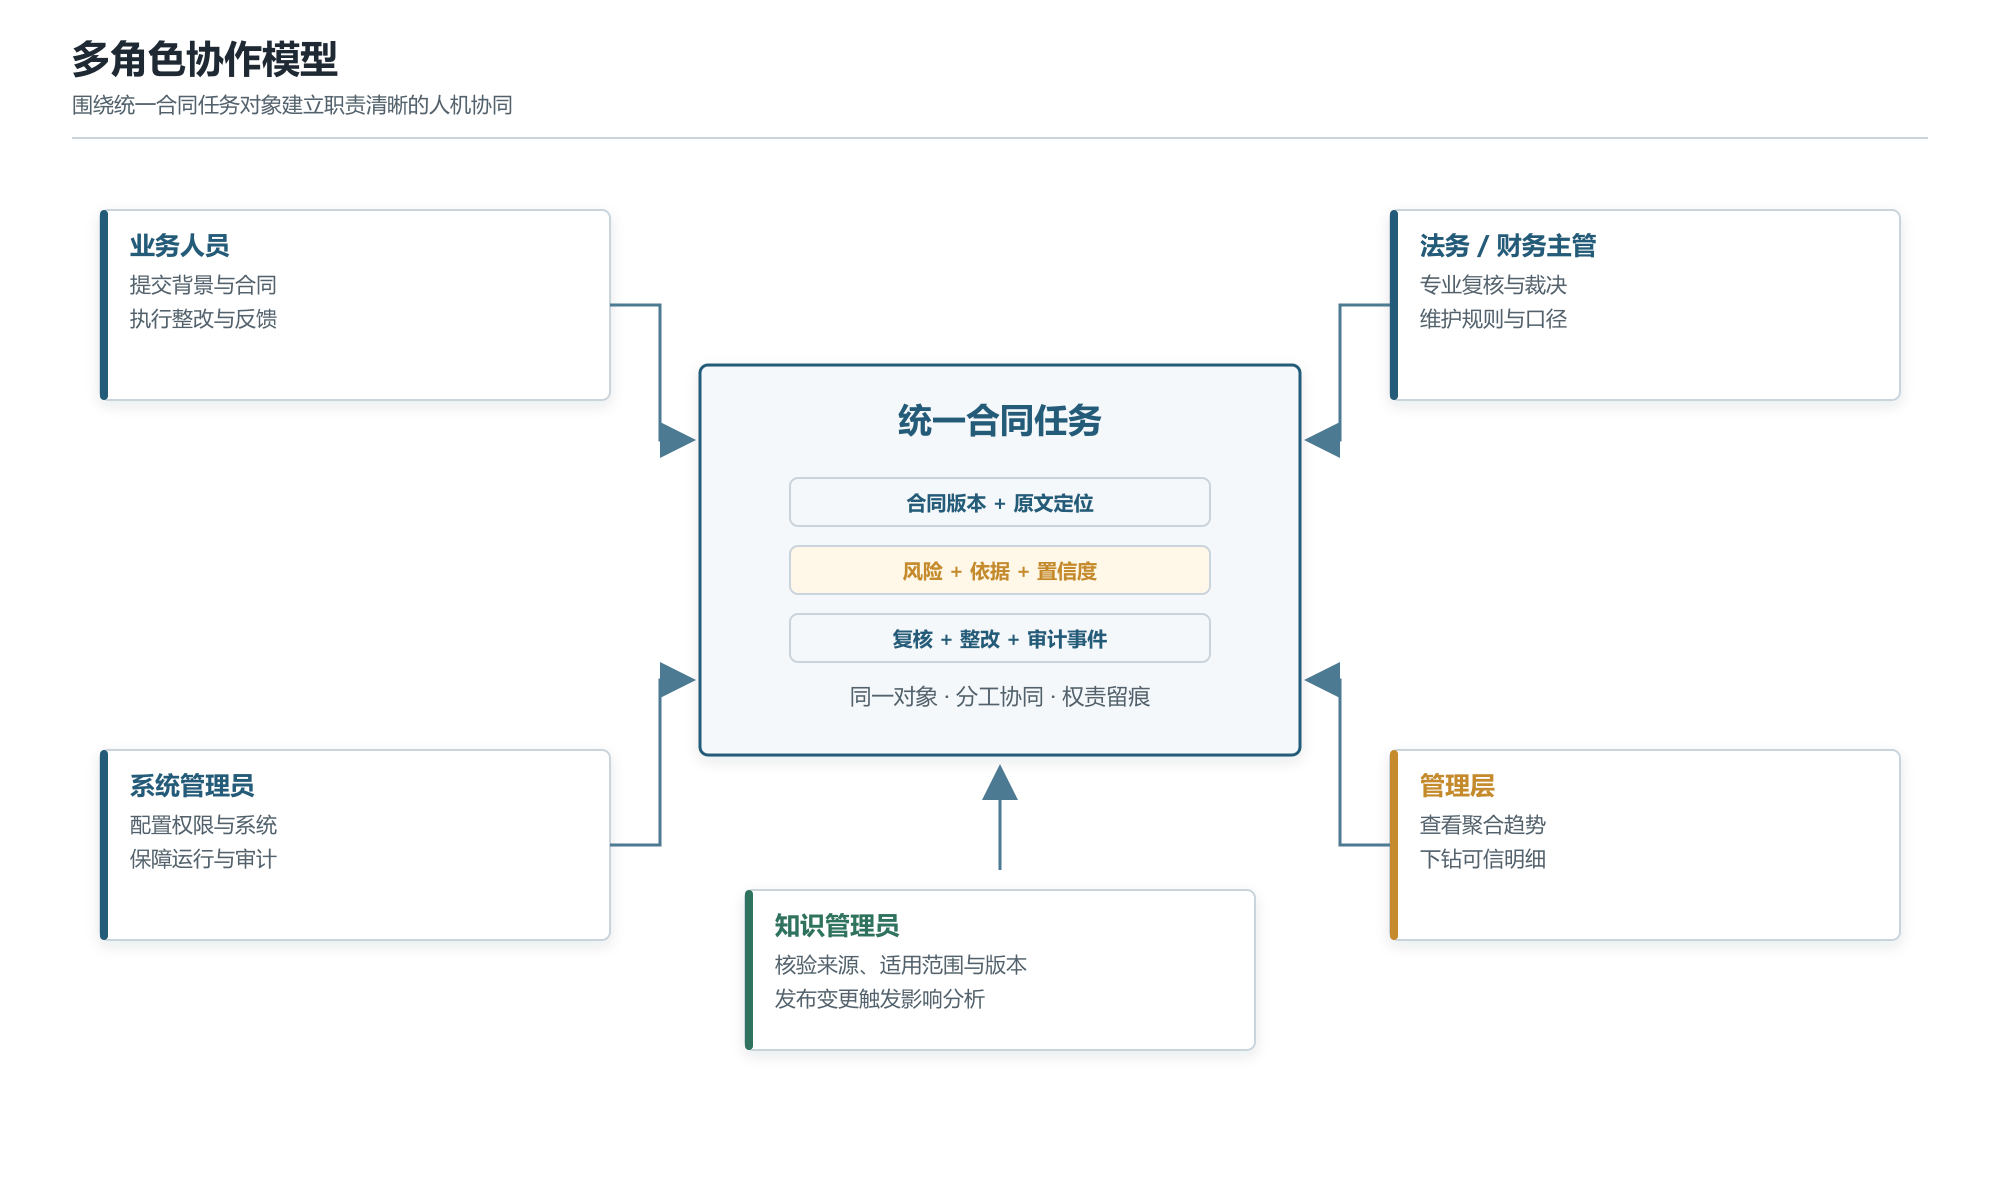 多角色协作模型
围绕统一合同任务对象建立职责清晰的人机协同
业务人员
提交背景与合同
执行整改与反馈
法务 / 财务主管
专业复核与裁决
维护规则与口径
统一合同任务
合同版本 + 原文定位
风险 + 依据 + 置信度
复核 + 整改 + 审计事件
同一对象 · 分工协同 · 权责留痕
系统管理员
配置权限与系统
保障运行与审计
管理层
查看聚合趋势
下钻可信明细
知识管理员
核验来源、适用范围与版本
发布变更触发影响分析